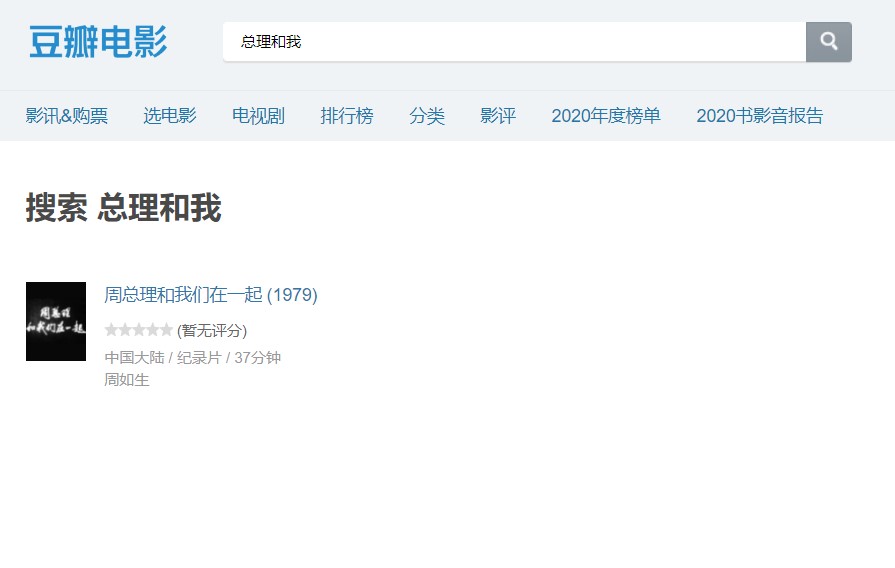 豆瓣电影
总理和我
影讯&购票 选电影 电视剧 排行榜 分类 影评 2020年度榜单 2020书影音报告
搜索 总理和我
周总理
和我们在一起
周总理和我们在一起 (1979)
(暂无评分)
中国大陆 / 纪录片 / 37分钟
周如生